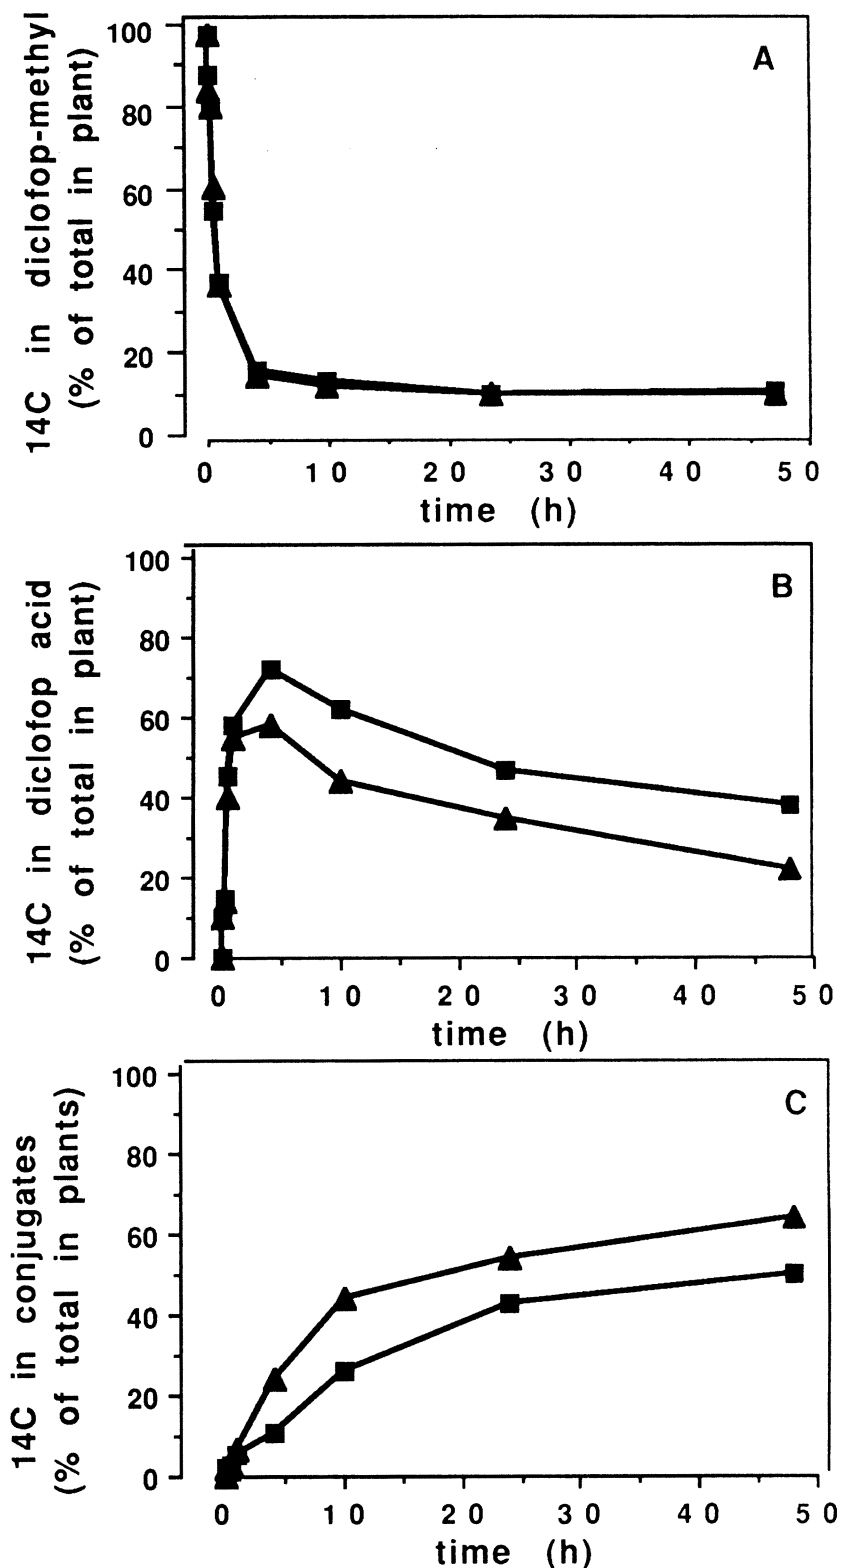 14C in diclofop-methyl
(% of total in plant)
100
80
60
40
20
0
A
0 10 20 30 40 50
time (h)
14C in diclofop acid
(% of total in plant)
100
80
60
40
20
0
B
0 10 20 30 40 50
time (h)
14C in conjugates
(% of total in plants)
100
80
60
40
20
0
C
0 10 20 30 40 50
time (h)